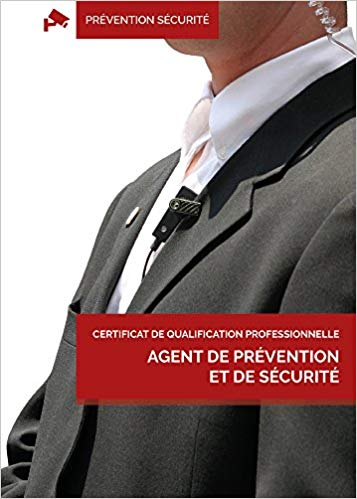 PRÉVENTION SÉCURITÉ
CERTIFICAT DE QUALIFICATION PROFESSIONNELLE
AGENT DE PRÉVENTION
ET DE SÉCURITÉ